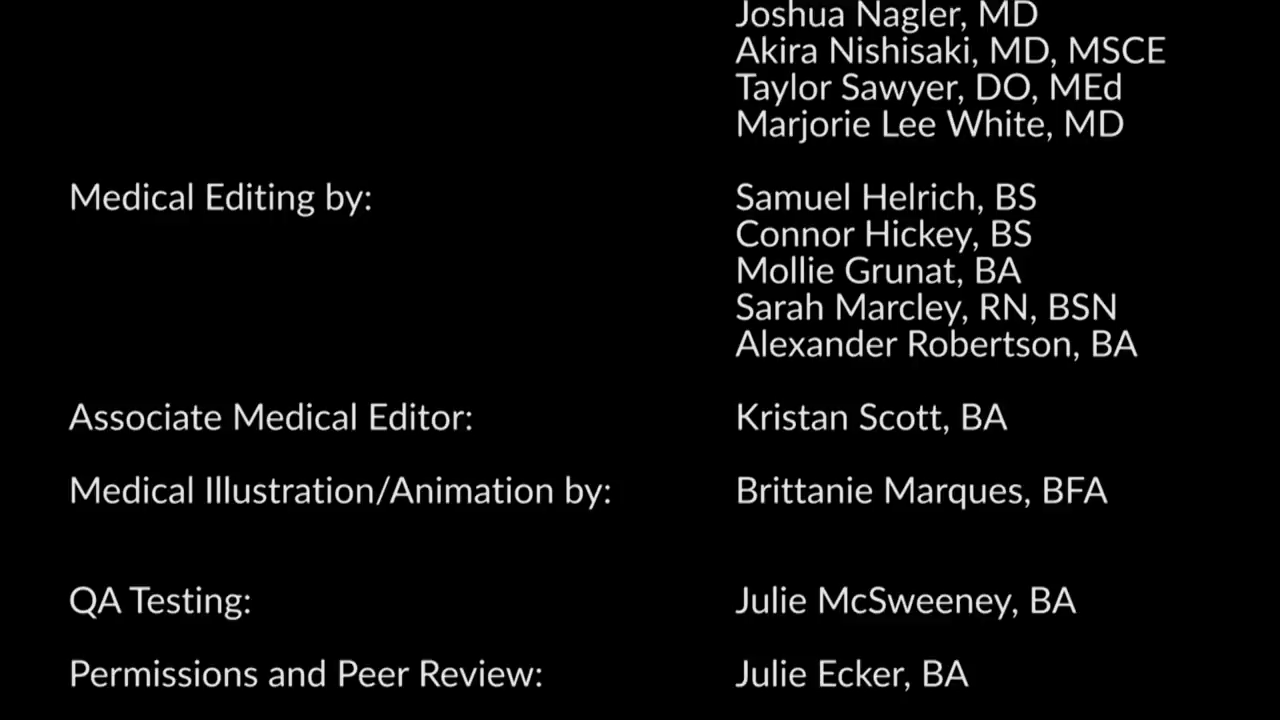 Joshua Nagler, MD
Akira Nishisaki, MD, MSCE
Taylor Sawyer, DO, MEd
Marjorie Lee White, MD
Medical Editing by: Samuel Helrich, BS
Connor Hickey, BS
Mollie Grunat, BA
Sarah Marcley, RN, BSN
Alexander Robertson, BA
Associate Medical Editor: Kristan Scott, BA
Medical Illustration/Animation by: Brittanie Marques, BFA
QA Testing: Julie McSweeney, BA
Permissions and Peer Review: Julie Ecker, BA